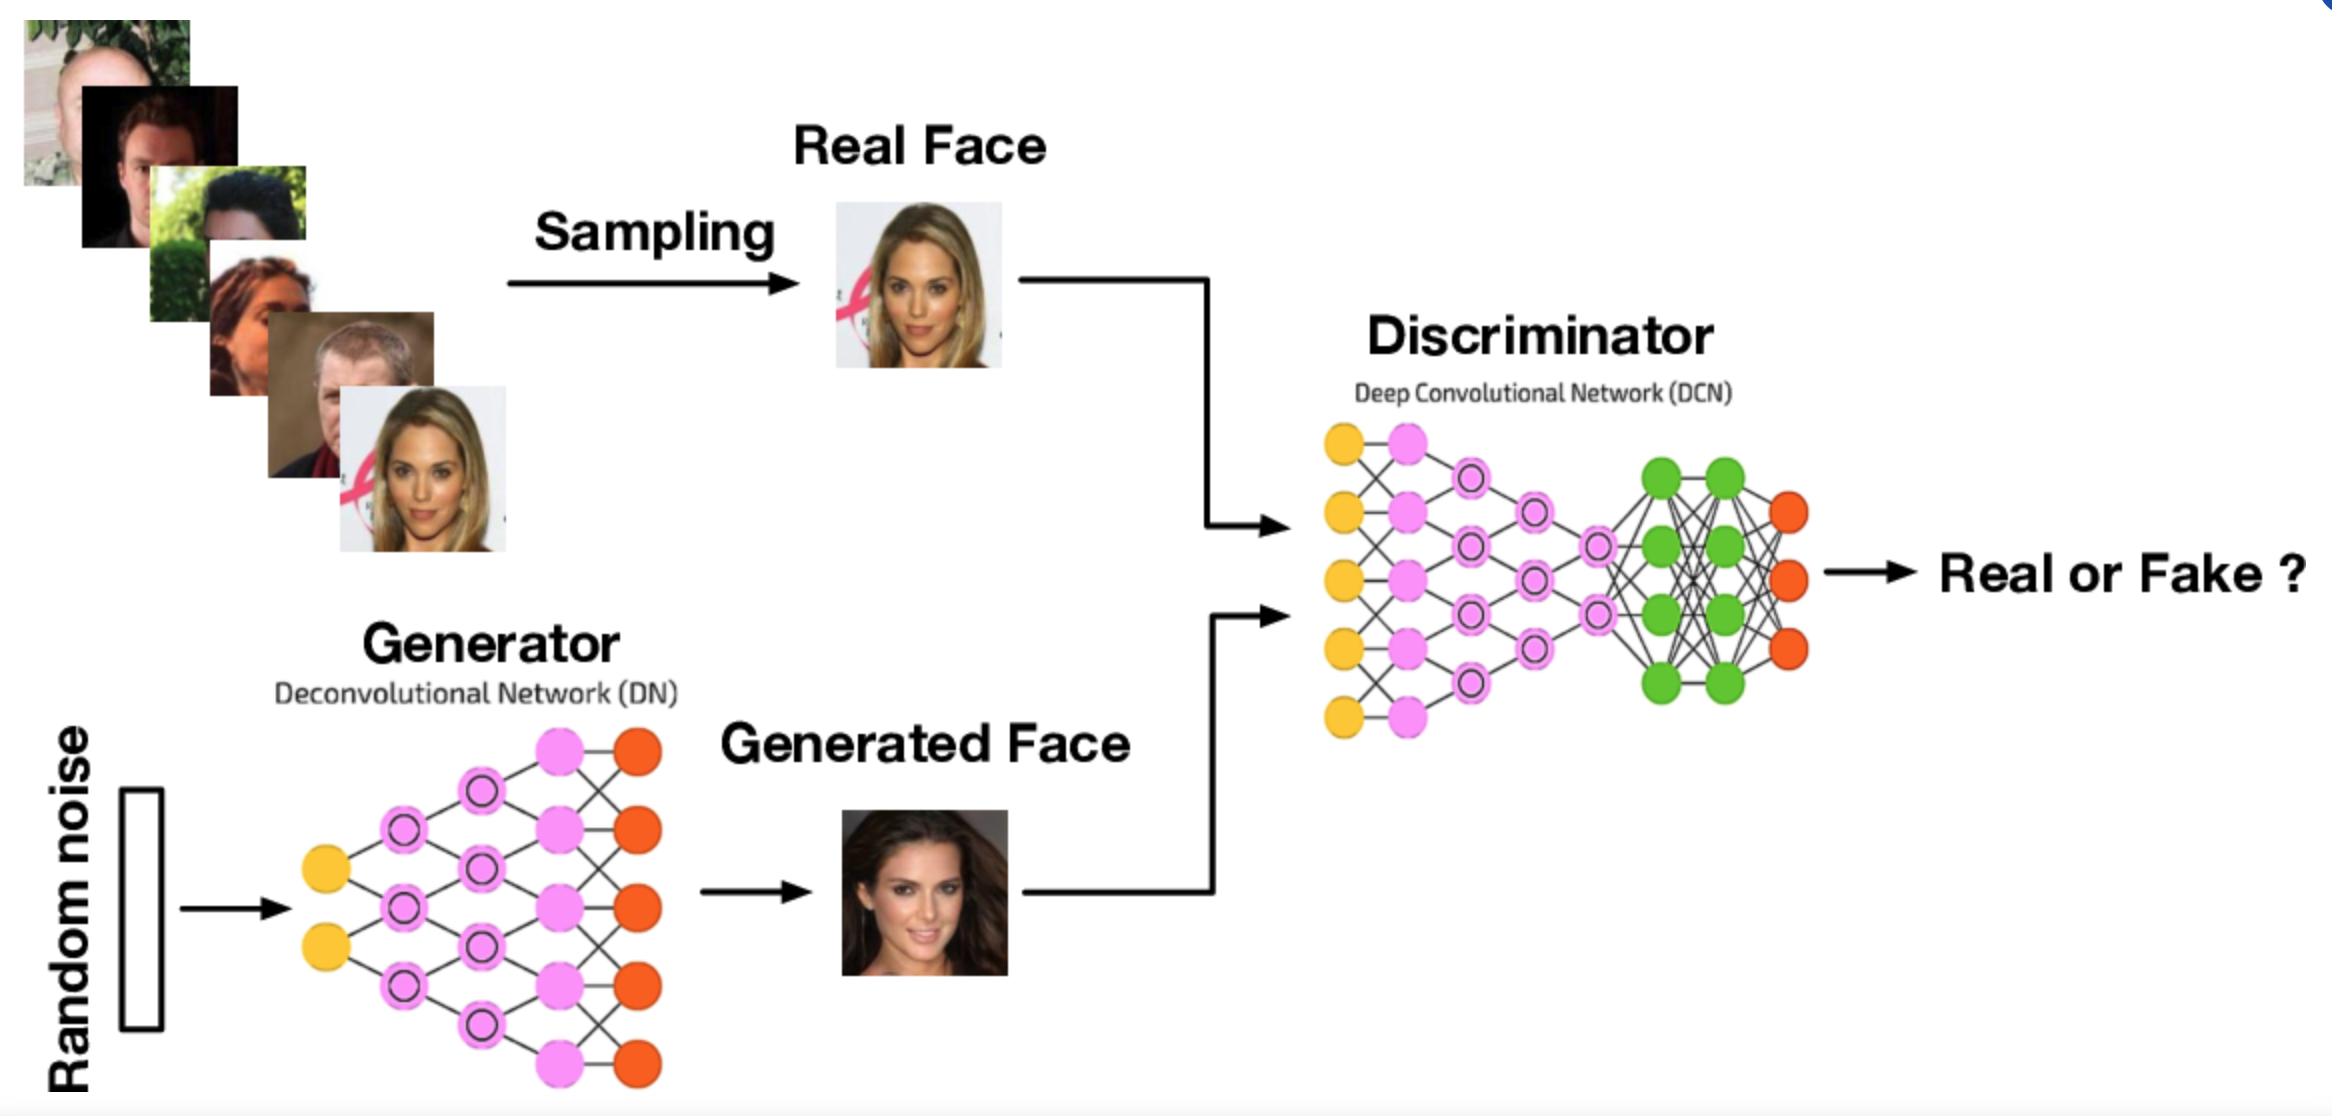 Real Face
Sampling
Discriminator
Deep Convolutional Network (DCN)
Real or Fake ?
Generator
Deconvolutional Network (DN)
Generated Face
Random noise